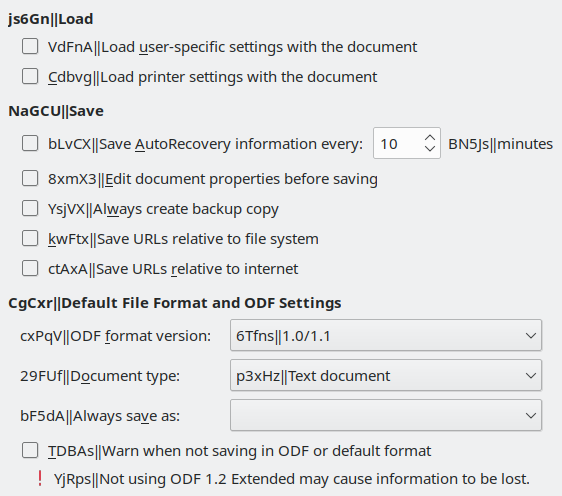 js6Gn||Load
VdFnA||Load user-specific settings with the document
Cdbvg||Load printer settings with the document
NaGCU||Save
bLvCX||Save AutoRecovery information every: 10 BN5Js||minutes
8xmX3||Edit document properties before saving
YsjVX||Always create backup copy
kwFtx||Save URLs relative to file system
ctAxA||Save URLs relative to internet
CgCxr||Default File Format and ODF Settings
cxPqV||ODF format version: 6Tfns||1.0/1.1
29FUf||Document type: p3xHz||Text document
bF5dA||Always save as:
TDBAs||Warn when not saving in ODF or default format
! YjRps||Not using ODF 1.2 Extended may cause information to be lost.